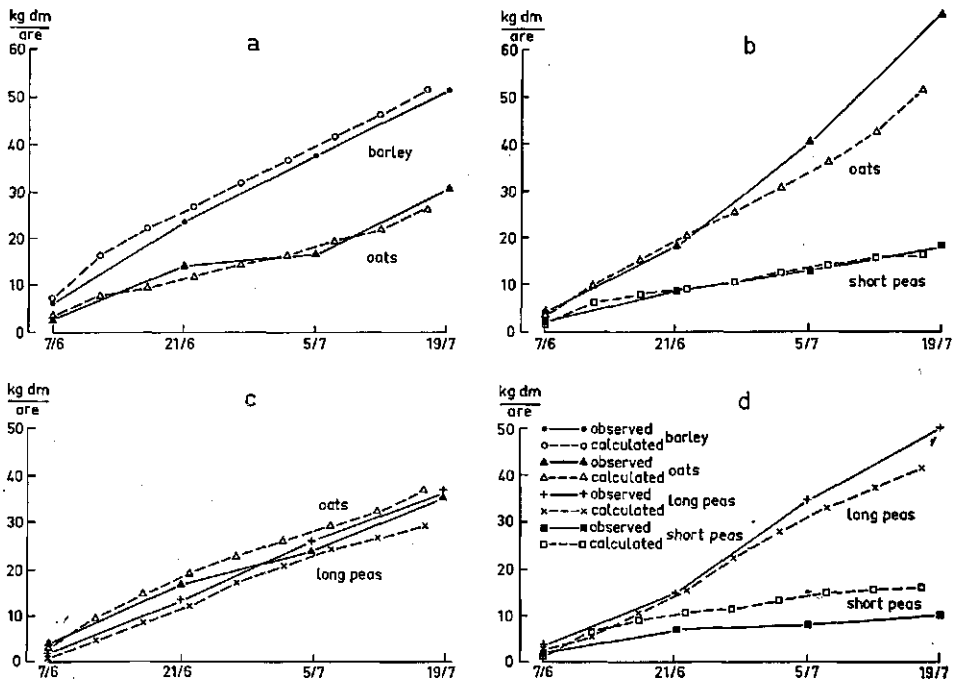 kg dm
are
a
60
50
40
30
20
10
0
barley
oats
7/6 21/6 5/7 19/7
kg dm
are
b
60
50
40
30
20
10
0
oats
short peas
7/6 21/6 5/7 19/7
kg dm
are
c
50
40
30
20
10
0
oats
long peas
7/6 21/6 5/7 19/7
kg dm
are
d
50
40
30
20
10
0
observed
calculated
barley
observed
calculated
oats
observed
calculated
long peas
observed
calculated
short peas
long peas
short peas
7/6 21/6 5/7 19/7